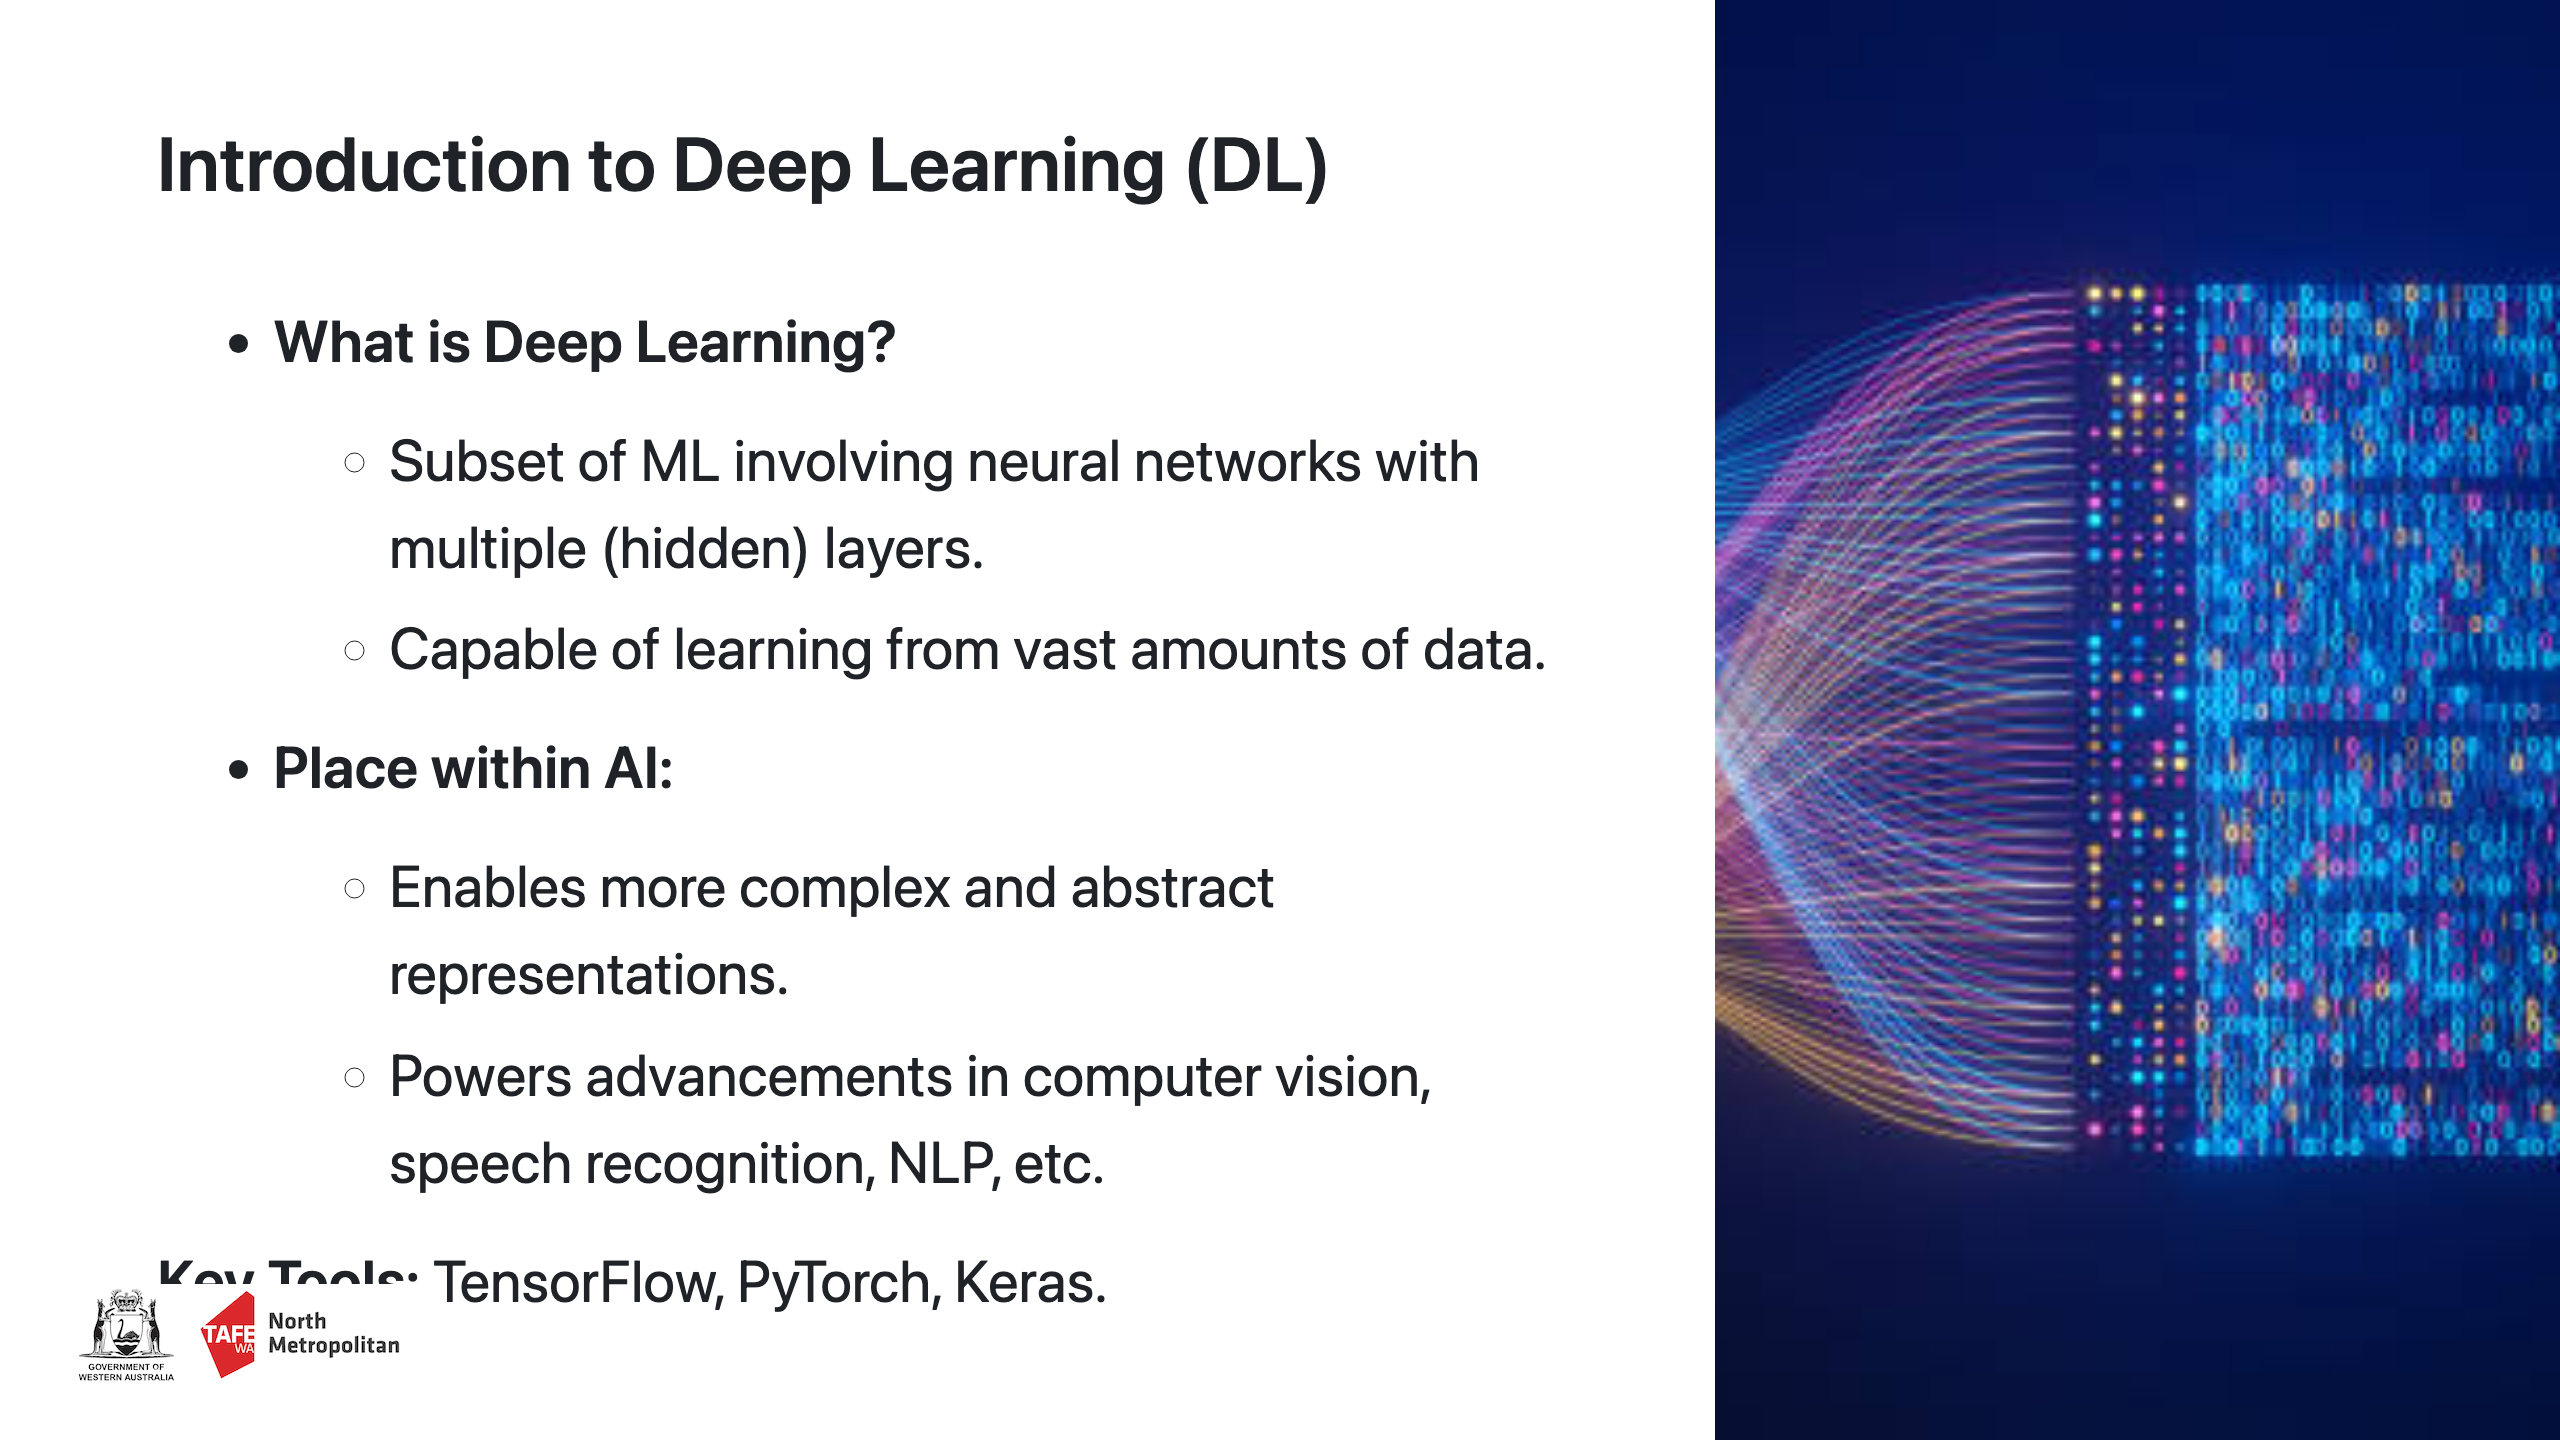 Introduction to Deep Learning (DL)
• What is Deep Learning?
○ Subset of ML involving neural networks with
multiple (hidden) layers.
○ Capable of learning from vast amounts of data.
• Place within AI:
○ Enables more complex and abstract
representations.
○ Powers advancements in computer vision,
speech recognition, NLP, etc.
Key Tools: TensorFlow, PyTorch, Keras.
GOVERNMENT OF
WESTERN AUSTRALIA
TAFE
WA
North
Metropolitan